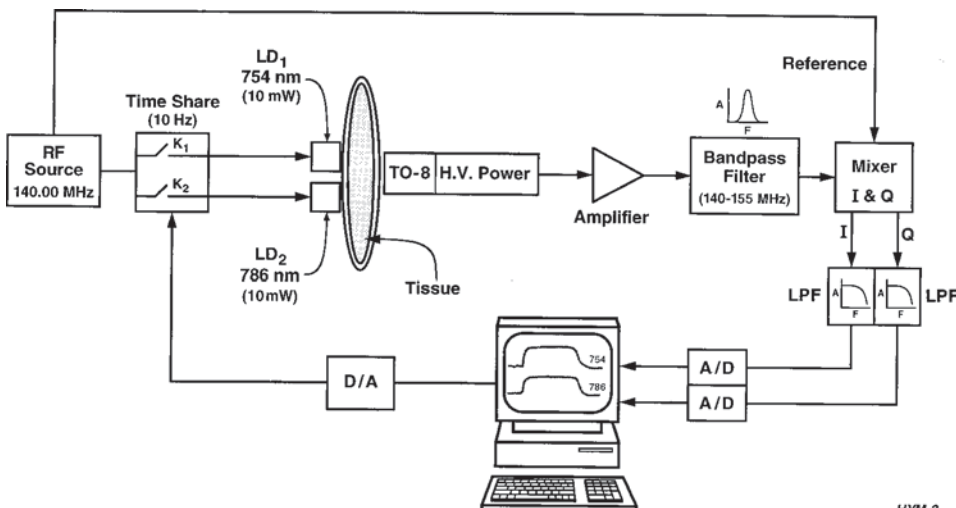 LD1
754 nm
(10 mW)
Reference
Time Share
(10 Hz)
A
F
RF
Source
140.00 MHz
K1
K2
TO-8 H.V. Power
Amplifier
Bandpass
Filter
(140-155 MHz)
Mixer
I & Q
I
Q
LD2
786 nm
(10mW)
Tissue
LPF
A
F
A
F
LPF
D/A
754
786
A/D
A/D